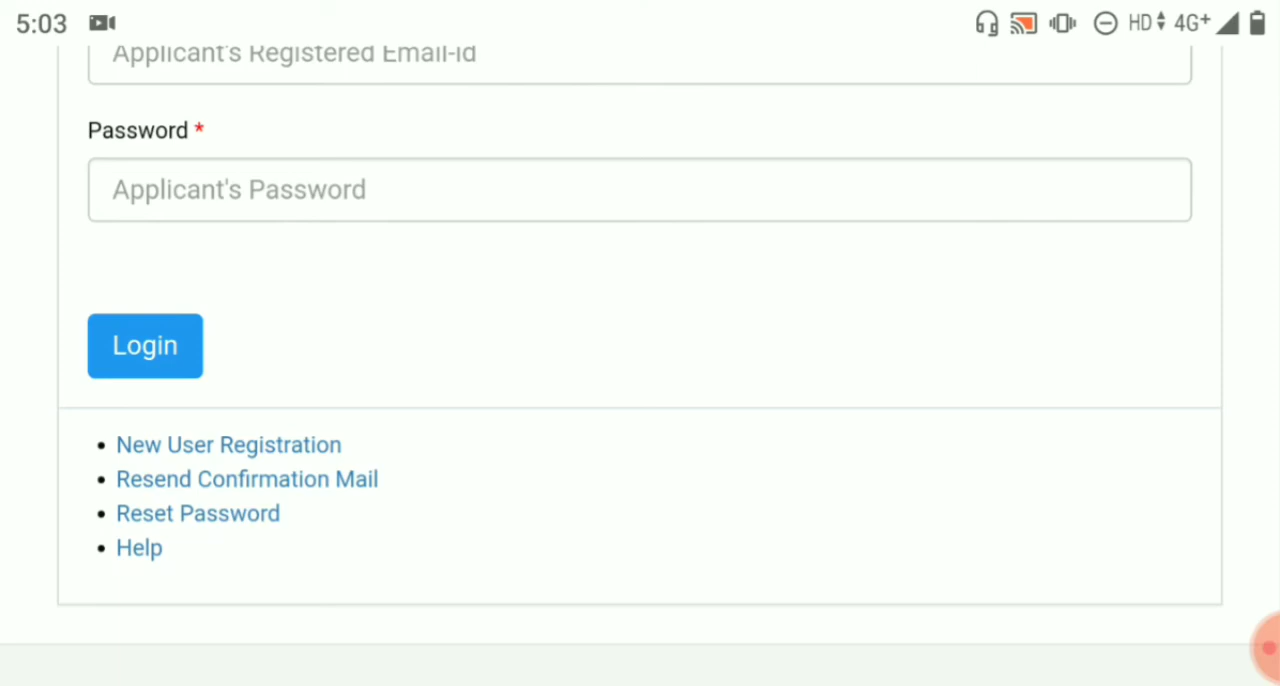 5:03 HD 4G+
Applicant's Registered Email-id
Password *
Applicant's Password
Login
New User Registration
Resend Confirmation Mail
Reset Password
Help